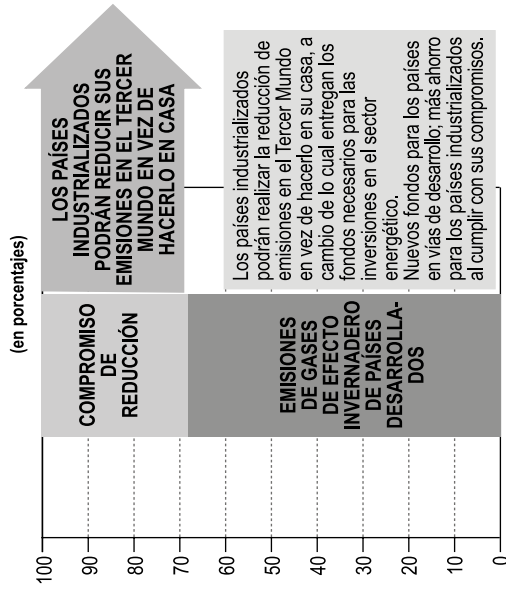 (en porcentajes)
100
90
80
70
60
50
40
30
20
10
0
COMPROMISO
DE
REDUCCIÓN
EMISIONES
DE GASES
DE EFECTO
INVERNADERO
DE PAÍSES
DESARROLLA-
DOS
LOS PAÍSES
INDUSTRIALIZADOS
PODRÁN REDUCIR SUS
EMISIONES EN EL TERCER
MUNDO EN VEZ DE
HACERLO EN CASA
Los países industrializados
podrán realizar la reducción de
emisiones en el Tercer Mundo
en vez de hacerlo en su casa, a
cambio de lo cual entregan los
fondos necesarios para las
inversiones en el sector
energético.
Nuevos fondos para los países
en vías de desarrollo; más ahorro
para los países industrializados
al cumplir con sus compromisos.